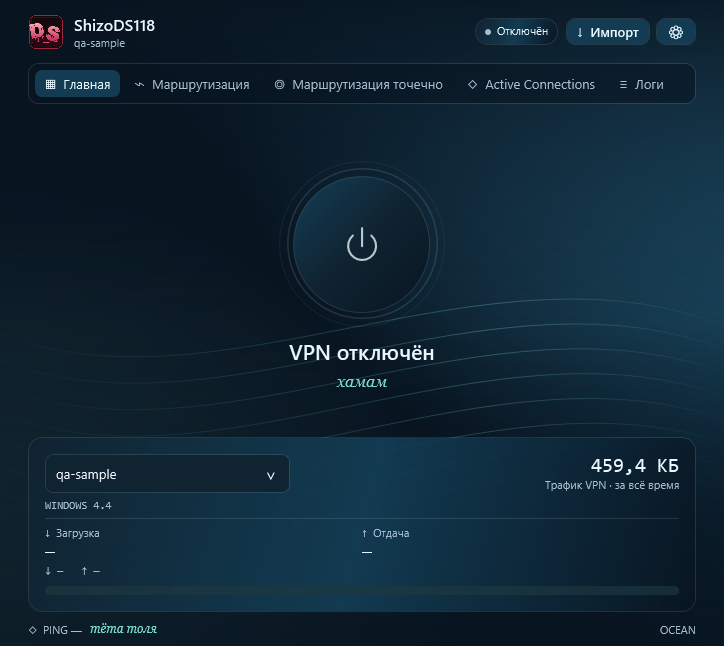 DS
ShizoDS118
qa-sample
Отключён
↓ Импорт
Главная
Маршрутизация
Маршрутизация точечно
Active Connections
Логи
VPN отключён
хамам
qa-sample
459,4 КБ
Трафик VPN · за всё время
WINDOWS 4.4
↓ Загрузка
↑ Отдача
—
—
↓ — ↑ —
PING — тётя толя
OCEAN